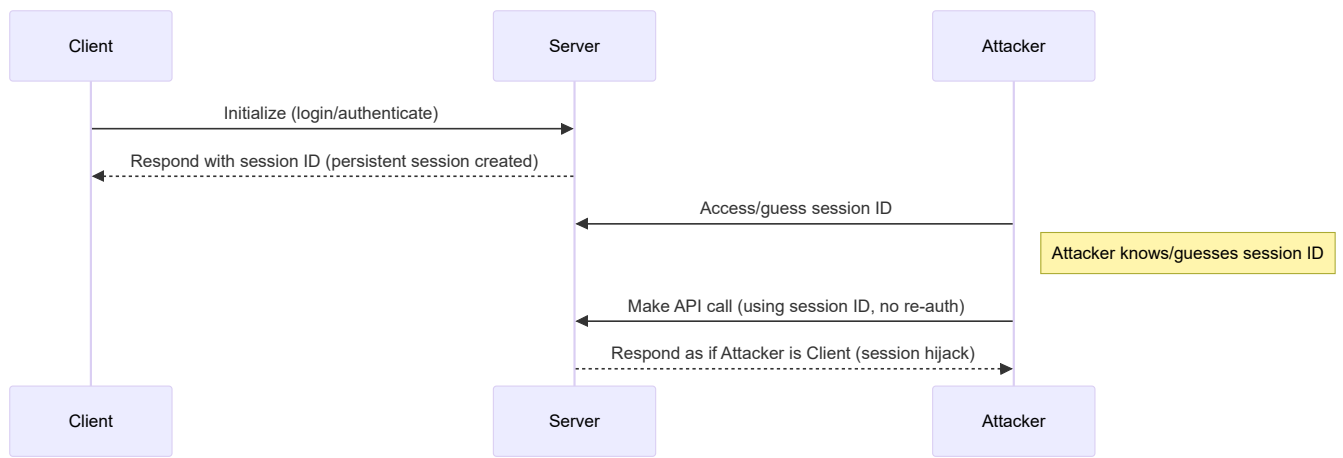 Client
Server
Attacker
Initialize (login/authenticate)
Respond with session ID (persistent session created)
Access/guess session ID
Attacker knows/guesses session ID
Make API call (using session ID, no re-auth)
Respond as if Attacker is Client (session hijack)
Client
Server
Attacker